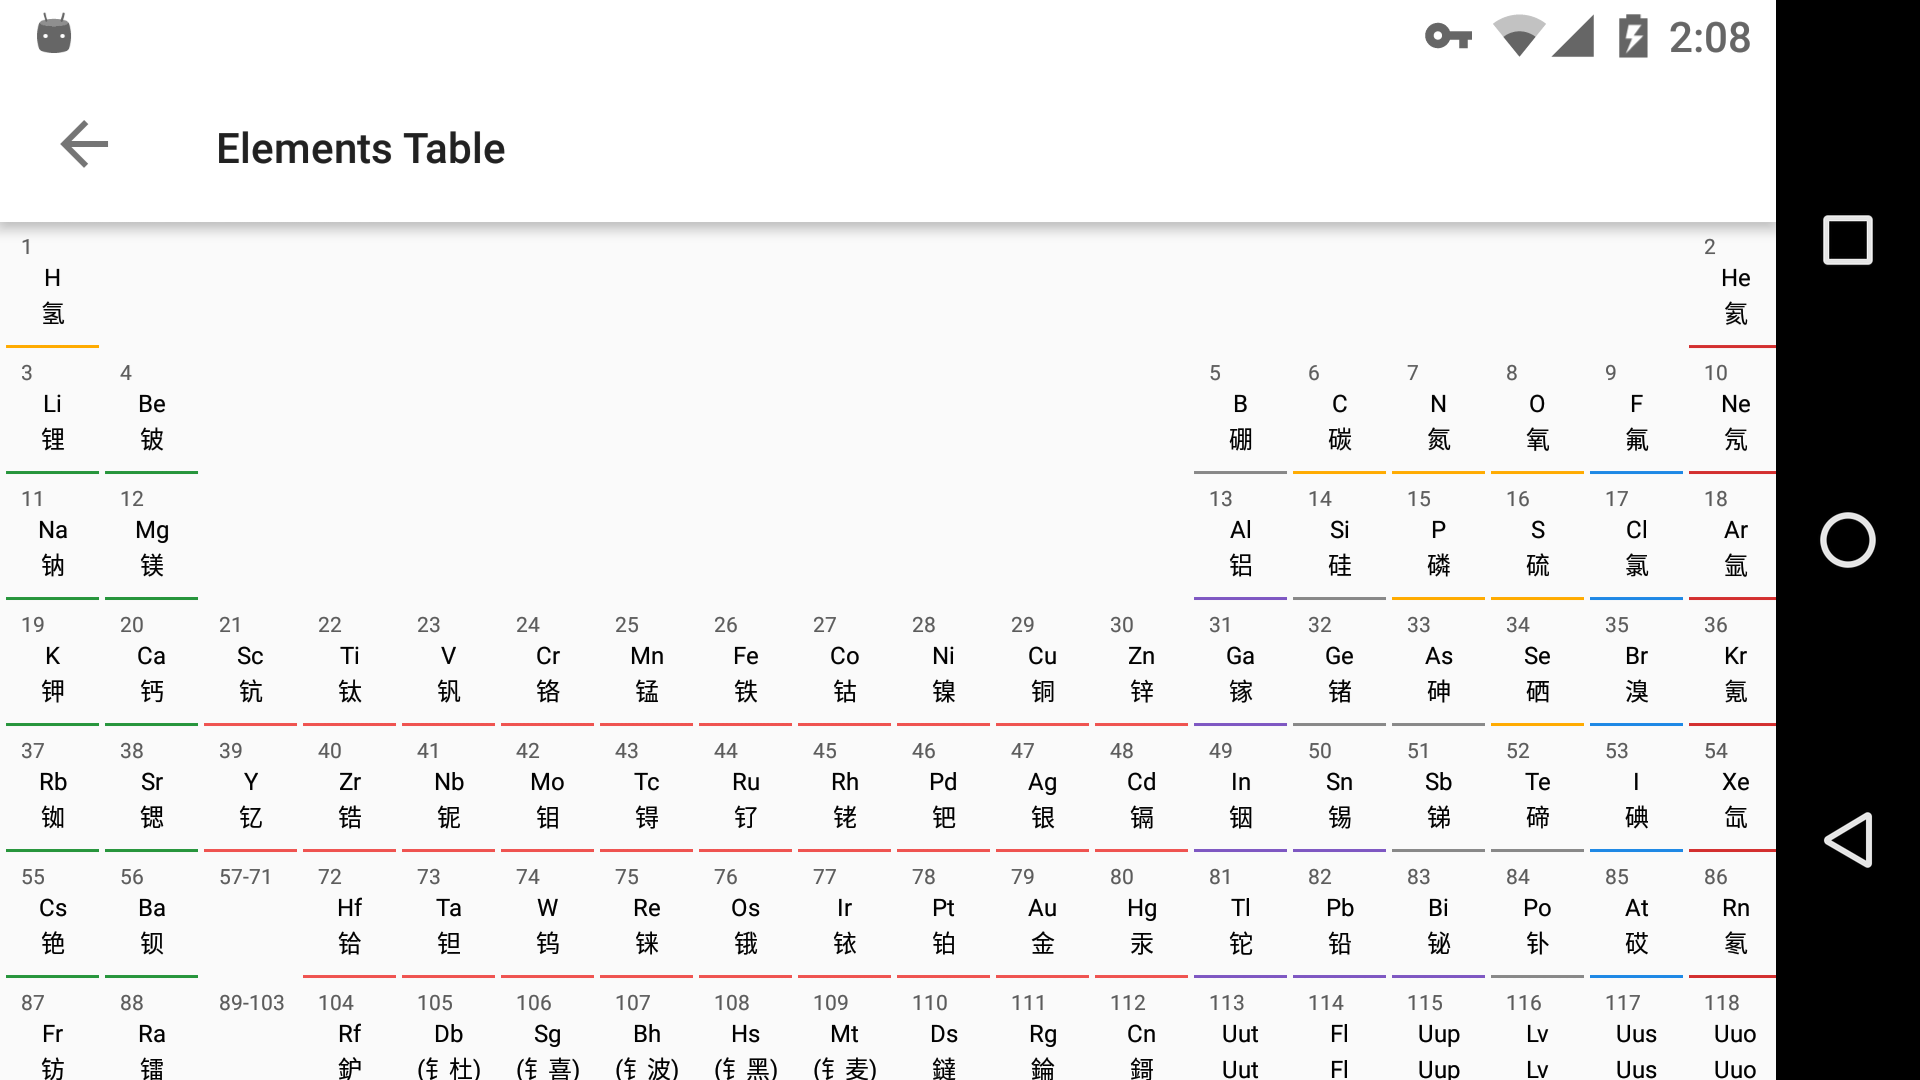 2:08
Elements Table
1 2
H He
氢 氦
3 4 5 6 7 8 9 10
Li Be B C N O F Ne
锂 铍 硼 碳 氮 氧 氟 氖
11 12 13 14 15 16 17 18
Na Mg Al Si P S Cl Ar
钠 镁 铝 硅 磷 硫 氯 氩
19 20 21 22 23 24 25 26 27 28 29 30 31 32 33 34 35 36
K Ca Sc Ti V Cr Mn Fe Co Ni Cu Zn Ga Ge As Se Br Kr
钾 钙 钪 钛 钒 铬 锰 铁 钴 镍 铜 锌 镓 锗 砷 硒 溴 氪
37 38 39 40 41 42 43 44 45 46 47 48 49 50 51 52 53 54
Rb Sr Y Zr Nb Mo Tc Ru Rh Pd Ag Cd In Sn Sb Te I Xe
铷 锶 钇 锆 铌 钼 锝 钌 铑 钯 银 镉 铟 锡 锑 碲 碘 氙
55 56 57-71 72 73 74 75 76 77 78 79 80 81 82 83 84 85 86
Cs Ba Hf Ta W Re Os Ir Pt Au Hg Tl Pb Bi Po At Rn
铯 钡 铪 钽 钨 铼 锇 铱 铂 金 汞 铊 铅 铋 钋 砹 氡
87 88 89-103 104 105 106 107 108 109 110 111 112 113 114 115 116 117 118
Fr Ra Rf Db Sg Bh Hs Mt Ds Rg Cn Uut Fl Uup Lv Uus Uuo
钫 镭 鈩 (钅杜) (钅喜) (钅波) (钅黑) (钅麦) 鐽 錀 鎶 Uut Fl Uup Lv Uus Uuo